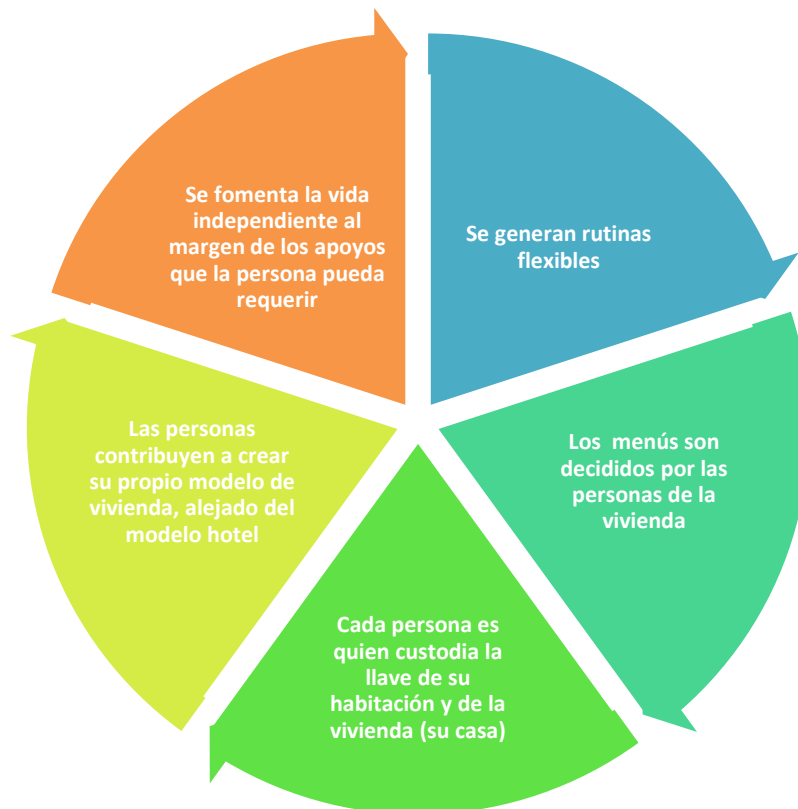 Se generan rutinas
flexibles
Los menús son
decididos por las
personas de la
vivienda
Cada persona es
quien custodia la
llave de su
habitación y de la
vivienda (su casa)
Las personas
contribuyen a crear
su propio modelo de
vivienda, alejado del
modelo hotel
Se fomenta la vida
independiente al
margen de los apoyos
que la persona pueda
requerir